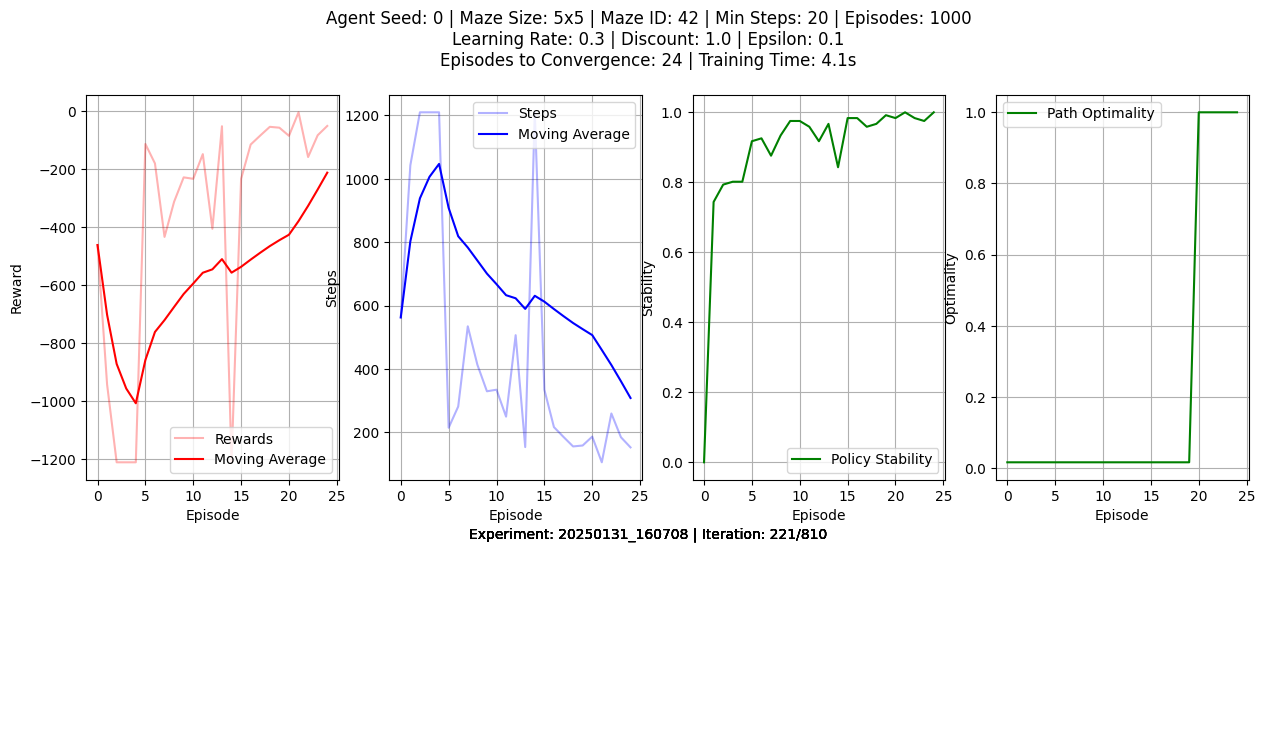 Agent Seed: 0 | Maze Size: 5x5 | Maze ID: 42 | Min Steps: 20 | Episodes: 1000
Learning Rate: 0.3 | Discount: 1.0 | Epsilon: 0.1
Episodes to Convergence: 24 | Training Time: 4.1s
Reward
0
−200
−400
−600
−800
−1000
−1200
Rewards
Moving Average
0 5 10 15 20 25
Episode
Steps
1200
1000
800
600
400
200
Steps
Moving Average
0 5 10 15 20 25
Episode
Stability
1.0
0.8
0.6
0.4
0.2
0.0
Policy Stability
0 5 10 15 20 25
Episode
Optimality
1.0
0.8
0.6
0.4
0.2
0.0
Path Optimality
0 5 10 15 20 25
Episode
Experiment: 20250131_160708 | Iteration: 221/810